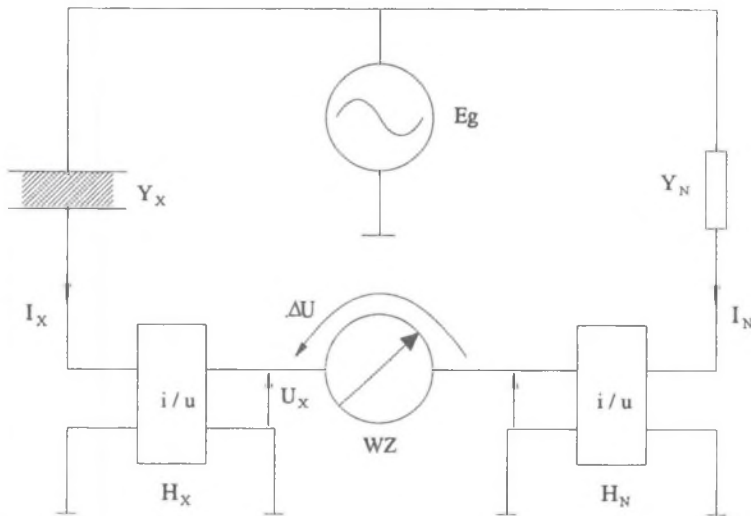 Eg
Y_X
Y_N
ΔU
I_X
I_N
i / u
U_X
i / u
WZ
H_X
H_N